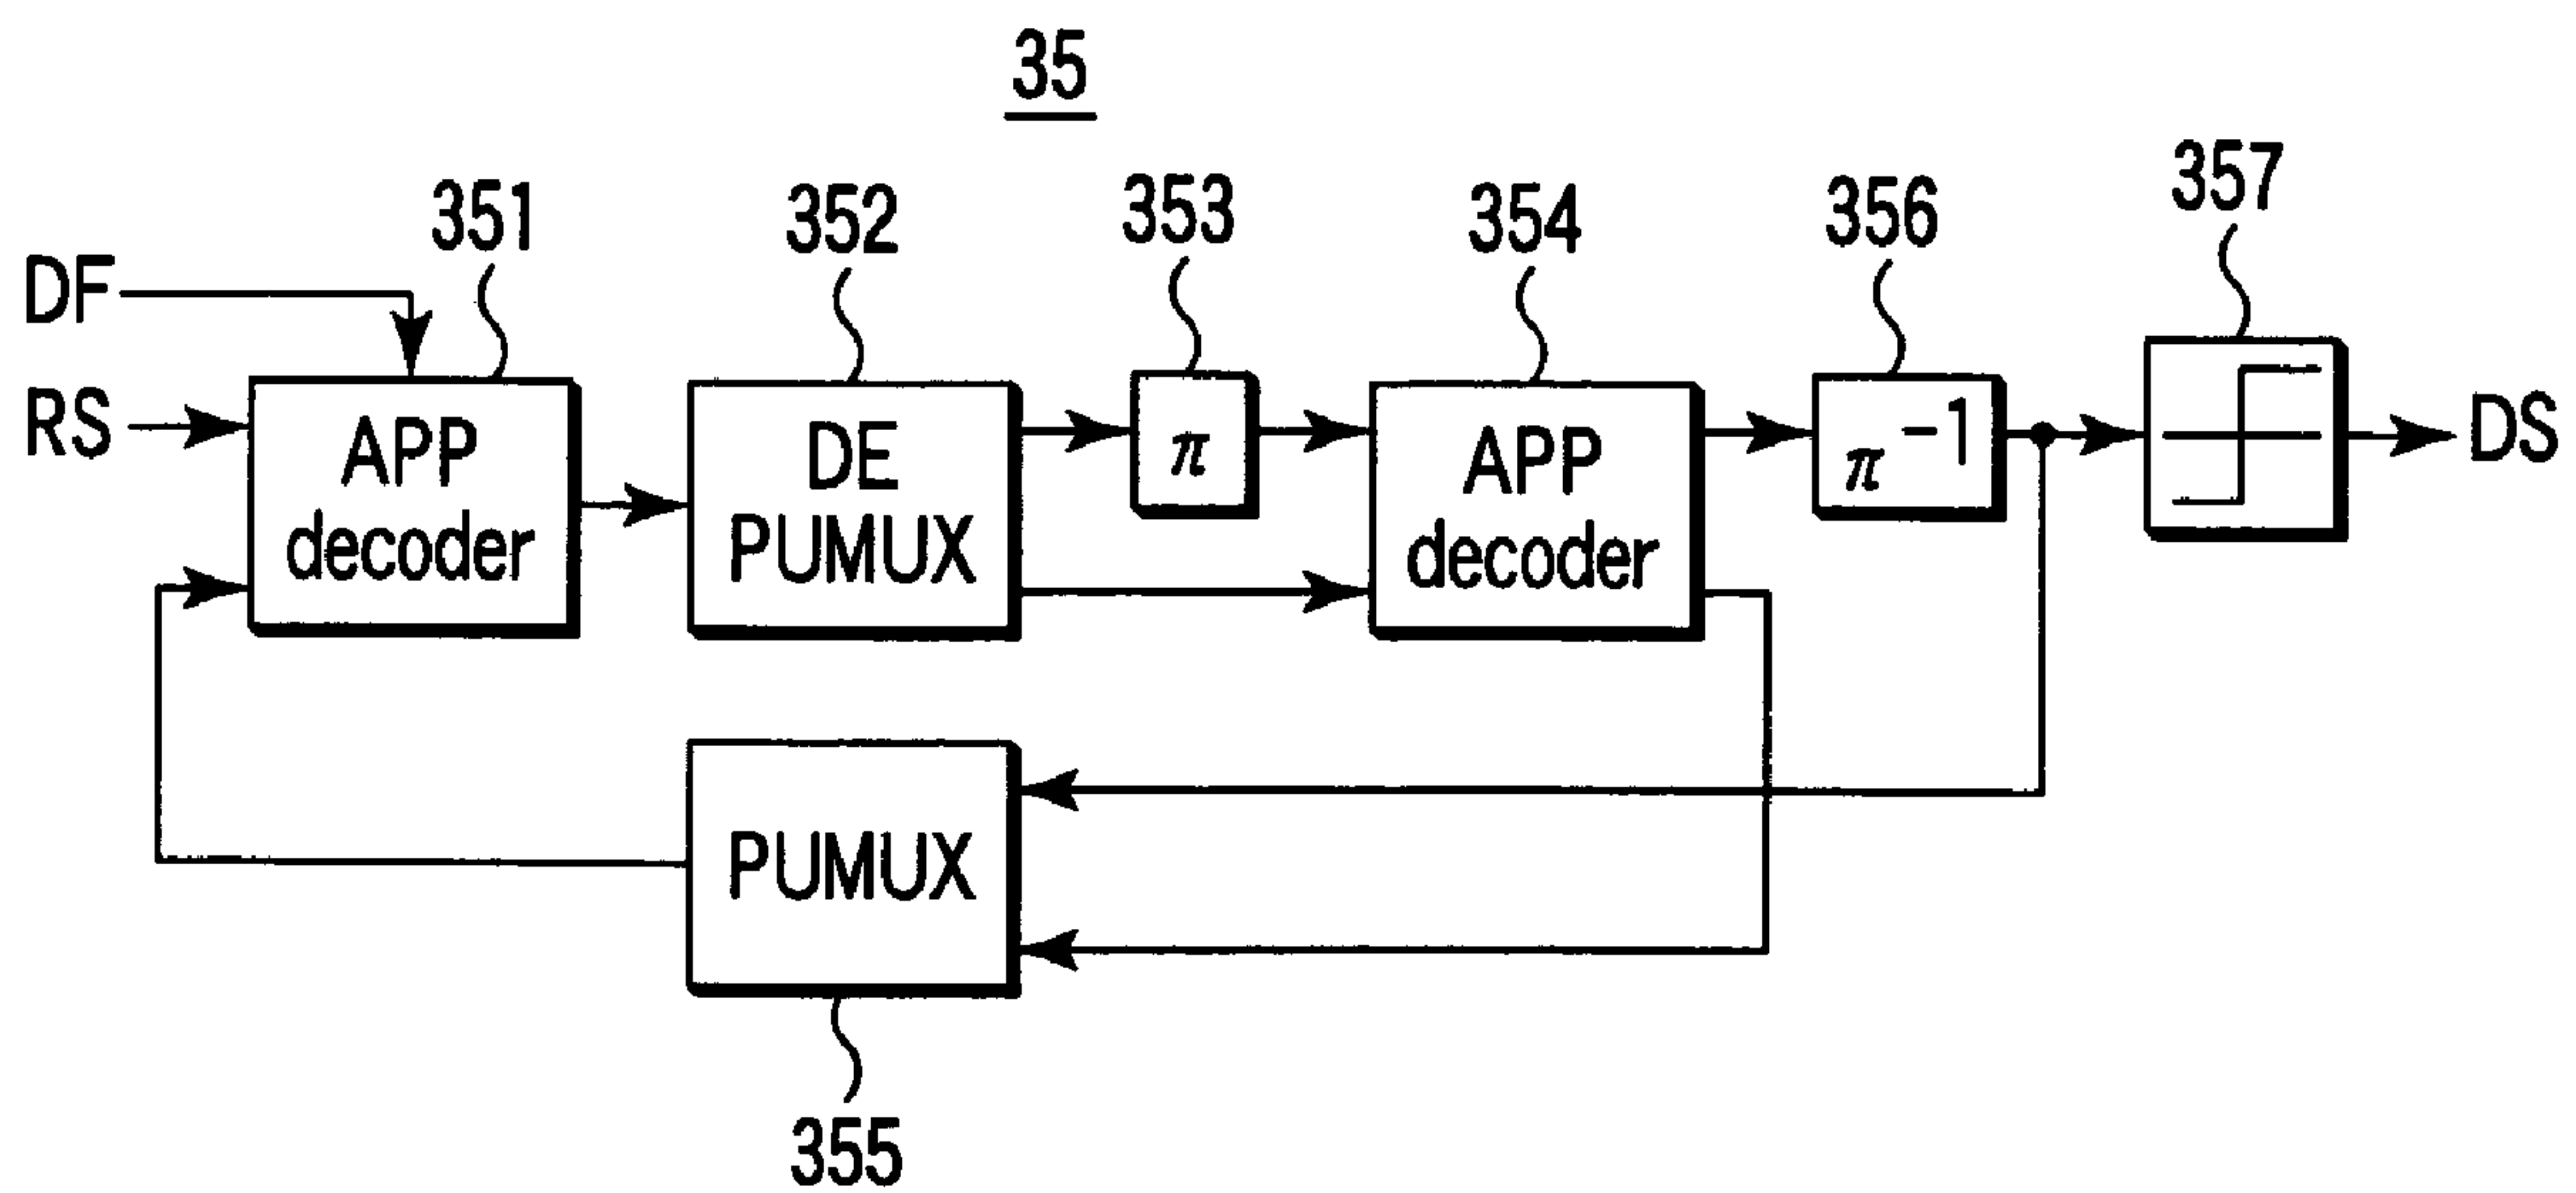 35
351
352
353
354
356
357
DF
RS
APP
decoder
DE
PUMUX
π
APP
decoder
π⁻¹
DS
PUMUX
355